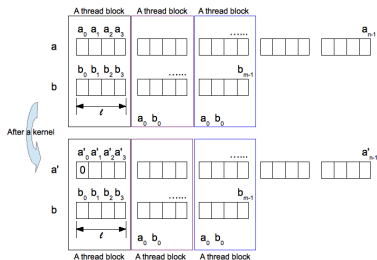 A thread block A thread block A thread block
a0 a1 a2 a3 ...... an-1
a
b0 b1 b2 b3 ...... bm-1
b
ℓ a0 b0 a0 b0
After a kernel
a'0 a'1 a'2 a'3 ...... a'n-1
a' 0
b0 b1 b2 b3 ...... bm-1
b
ℓ a0 b0 a0 b0
A thread block A thread block A thread block